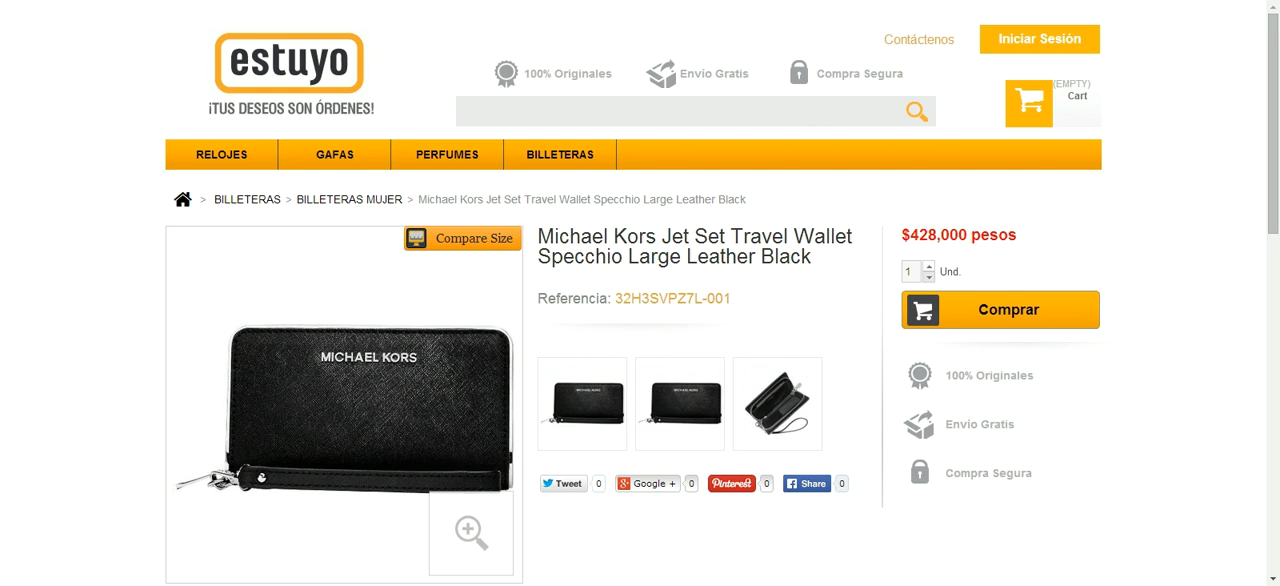 estuyo
¡TUS DESEOS SON ÓRDENES!
Contáctenos
Iniciar Sesión
100% Originales
Envío Gratis
Compra Segura
(EMPTY)
Cart
RELOJES
GAFAS
PERFUMES
BILLETERAS
> BILLETERAS > BILLETERAS MUJER > Michael Kors Jet Set Travel Wallet Specchio Large Leather Black
Compare Size
MICHAEL KORS
Michael Kors Jet Set Travel Wallet
Specchio Large Leather Black
Referencia: 32H3SVPZ7L-001
Tweet 0
Google + 0
Pinterest 0
Share 0
$428,000 pesos
1 Und.
Comprar
100% Originales
Envío Gratis
Compra Segura